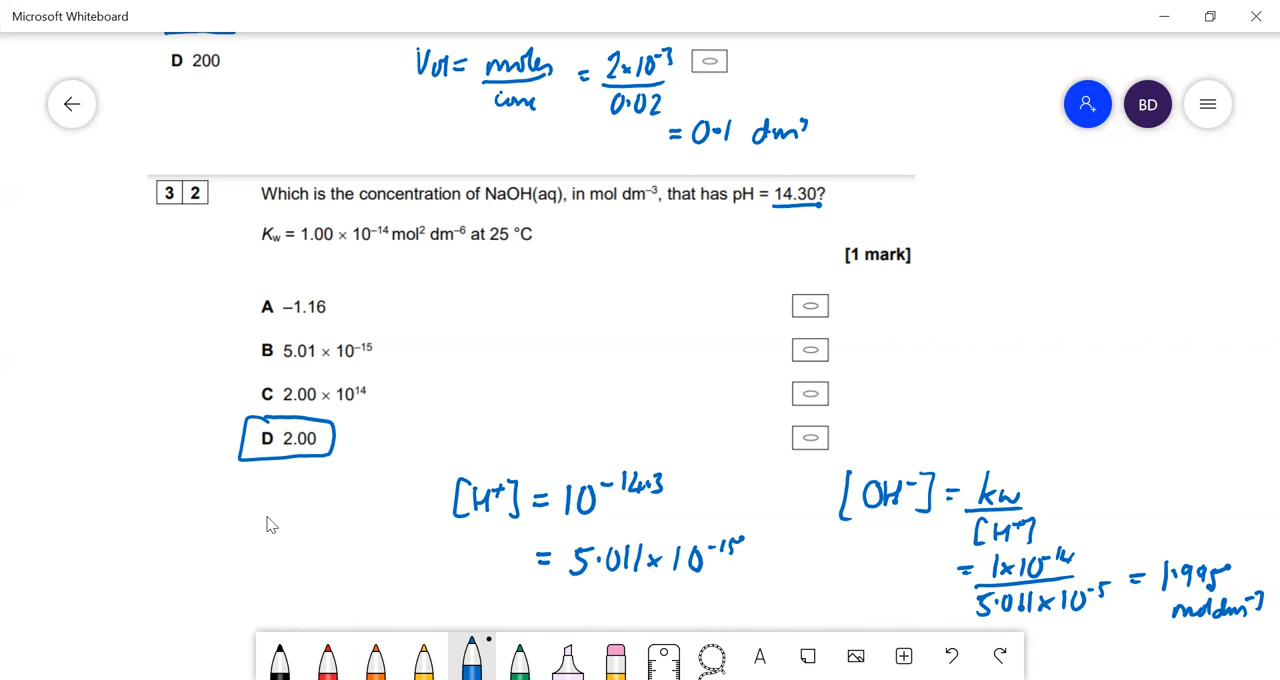 Microsoft Whiteboard
D 200
Vol = moles / conc = 2×10⁻³ / 0.02
= 0.1 dm³
BD
3 2 Which is the concentration of NaOH(aq), in mol dm⁻³, that has pH = 14.30?
Kw = 1.00 × 10⁻¹⁴ mol² dm⁻⁶ at 25 °C
[1 mark]
A –1.16
B 5.01 × 10⁻¹⁵
C 2.00 × 10¹⁴
D 2.00
[H⁺] = 10⁻¹⁴·³
= 5.011 × 10⁻¹⁵
[OH⁻] = kw / [H⁺]
= 1×10⁻¹⁴ / 5.011×10⁻⁵ = 1.995
moldm⁻³
A